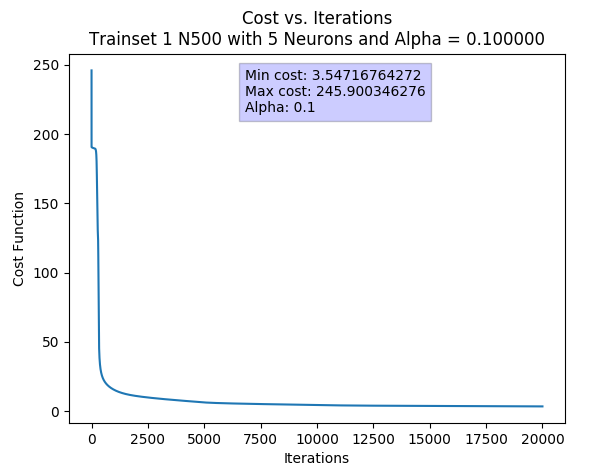 Cost vs. Iterations
Trainset 1 N500 with 5 Neurons and Alpha = 0.100000
Min cost: 3.54716764272
Max cost: 245.900346276
Alpha: 0.1
250
200
150
100
50
0
Cost Function
0 2500 5000 7500 10000 12500 15000 17500 20000
Iterations